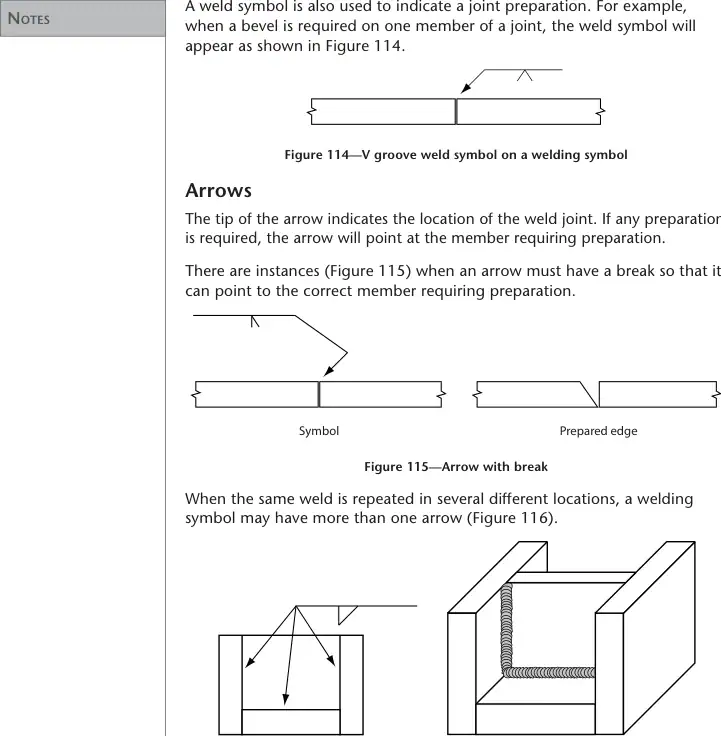 NOTES
A weld symbol is also used to indicate a joint preparation. For example,
when a bevel is required on one member of a joint, the weld symbol will
appear as shown in Figure 114.
Figure 114—V groove weld symbol on a welding symbol
Arrows
The tip of the arrow indicates the location of the weld joint. If any preparation
is required, the arrow will point at the member requiring preparation.
There are instances (Figure 115) when an arrow must have a break so that it
can point to the correct member requiring preparation.
Symbol
Prepared edge
Figure 115—Arrow with break
When the same weld is repeated in several different locations, a welding
symbol may have more than one arrow (Figure 116).